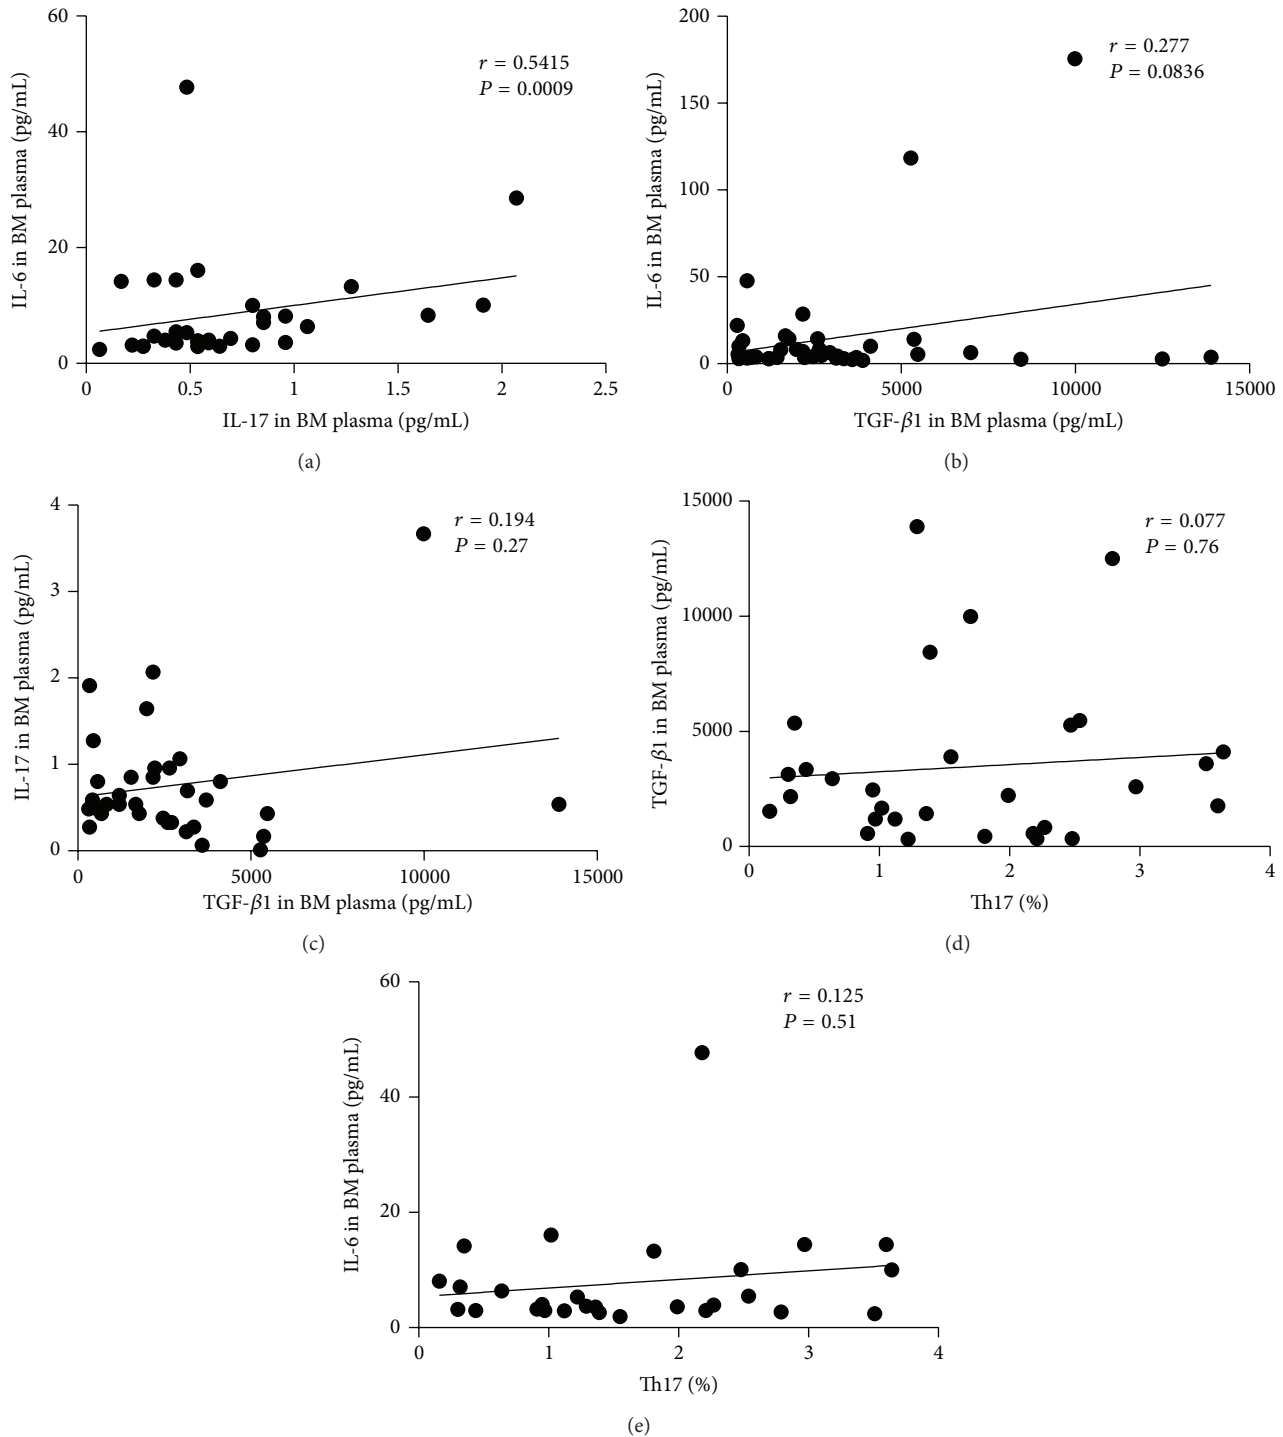 60
40
20
0
IL-6 in BM plasma (pg/mL)
r = 0.5415
P = 0.0009
0 0.5 1 1.5 2 2.5
IL-17 in BM plasma (pg/mL)
(a)
200
150
100
50
0
IL-6 in BM plasma (pg/mL)
r = 0.277
P = 0.0836
0 5000 10000 15000
TGF-β1 in BM plasma (pg/mL)
(b)
4
3
2
1
0
IL-17 in BM plasma (pg/mL)
r = 0.194
P = 0.27
0 5000 10000 15000
TGF-β1 in BM plasma (pg/mL)
(c)
15000
10000
5000
0
TGF-β1 in BM plasma (pg/mL)
r = 0.077
P = 0.76
0 1 2 3 4
Th17 (%)
(d)
60
40
20
0
IL-6 in BM plasma (pg/mL)
r = 0.125
P = 0.51
0 1 2 3 4
Th17 (%)
(e)